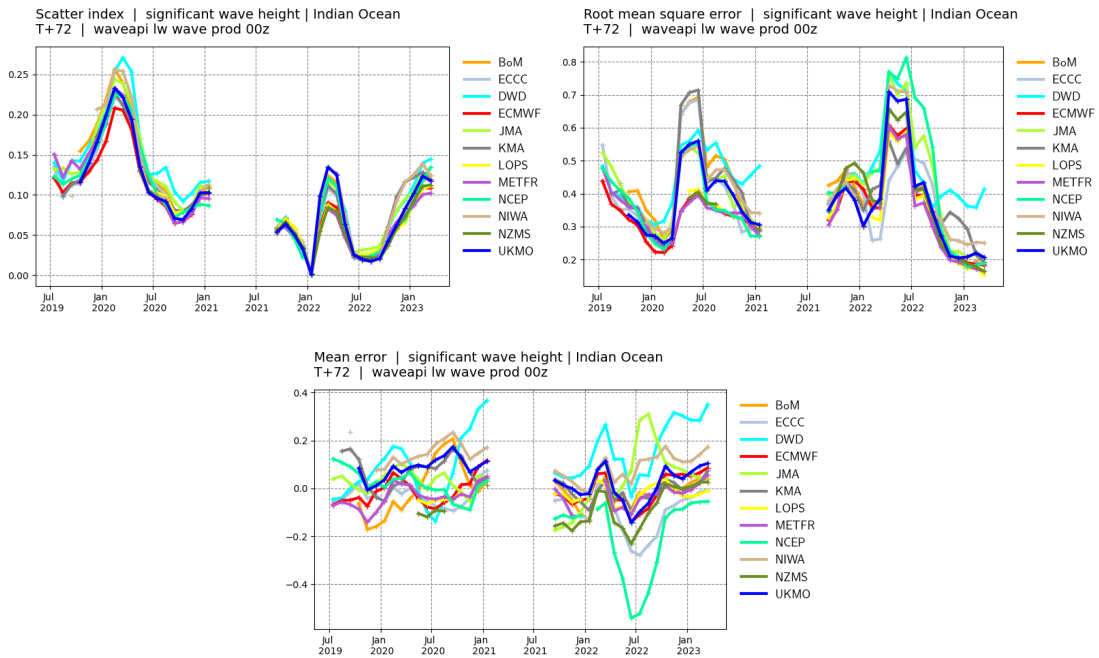 Scatter index | significant wave height | Indian Ocean
T+72 | waveapi lw wave prod 00z
0.25
0.20
0.15
0.10
0.05
0.00
Jul Jan Jul Jan Jul Jan Jul Jan
2019 2020 2020 2021 2021 2022 2022 2023
BoM
ECCC
DWD
ECMWF
JMA
KMA
LOPS
METFR
NCEP
NIWA
NZMS
UKMO
Root mean square error | significant wave height | Indian Ocean
T+72 | waveapi lw wave prod 00z
0.8
0.7
0.6
0.5
0.4
0.3
0.2
Jul Jan Jul Jan Jul Jan Jul Jan
2019 2020 2020 2021 2021 2022 2022 2023
BoM
ECCC
DWD
ECMWF
JMA
KMA
LOPS
METFR
NCEP
NIWA
NZMS
UKMO
Mean error | significant wave height | Indian Ocean
T+72 | waveapi lw wave prod 00z
0.4
0.2
0.0
−0.2
−0.4
Jul Jan Jul Jan Jul Jan Jul Jan
2019 2020 2020 2021 2021 2022 2022 2023
BoM
ECCC
DWD
ECMWF
JMA
KMA
LOPS
METFR
NCEP
NIWA
NZMS
UKMO